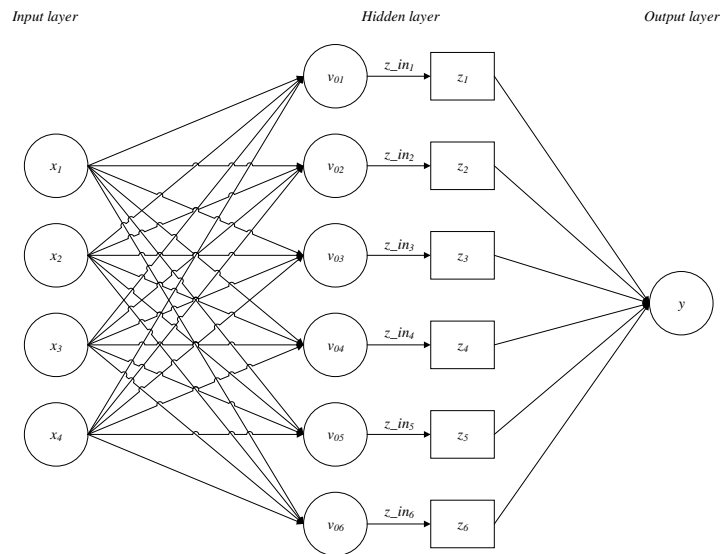 Input layer
Hidden layer
Output layer
v₀₁
z_in₁
z₁
x₁
v₀₂
z_in₂
z₂
x₂
v₀₃
z_in₃
z₃
y
x₃
v₀₄
z_in₄
z₄
x₄
v₀₅
z_in₅
z₅
v₀₆
z_in₆
z₆